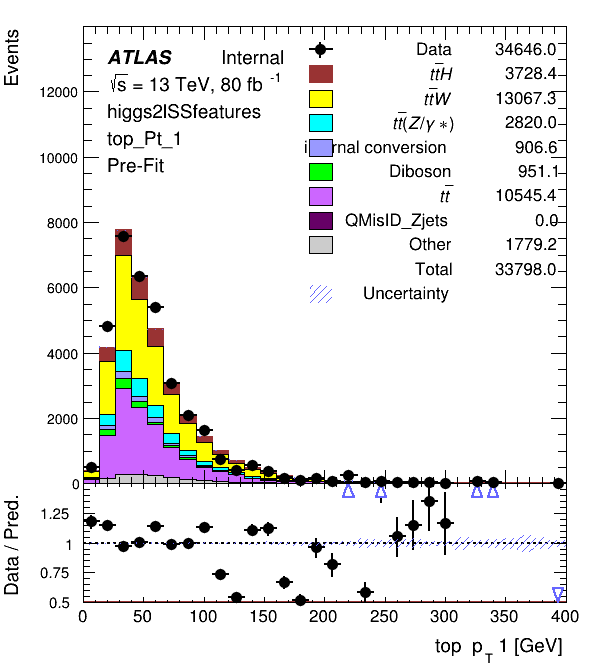 Events
ATLAS Internal
√s = 13 TeV, 80 fb -1
higgs2lSSfeatures
top_Pt_1
Pre-Fit
Data 34646.0
tt̄H 3728.4
tt̄W 13067.3
tt̄(Z/γ*) 2820.0
internal conversion 906.6
Diboson 951.1
tt̄ 10545.4
QMisID_Zjets 0.0
Other 1779.2
Total 33798.0
Uncertainty
12000
10000
8000
6000
4000
2000
0
Data / Pred.
1.25
1
0.75
0.5
0 50 100 150 200 250 300 350 400
top p_T 1 [GeV]